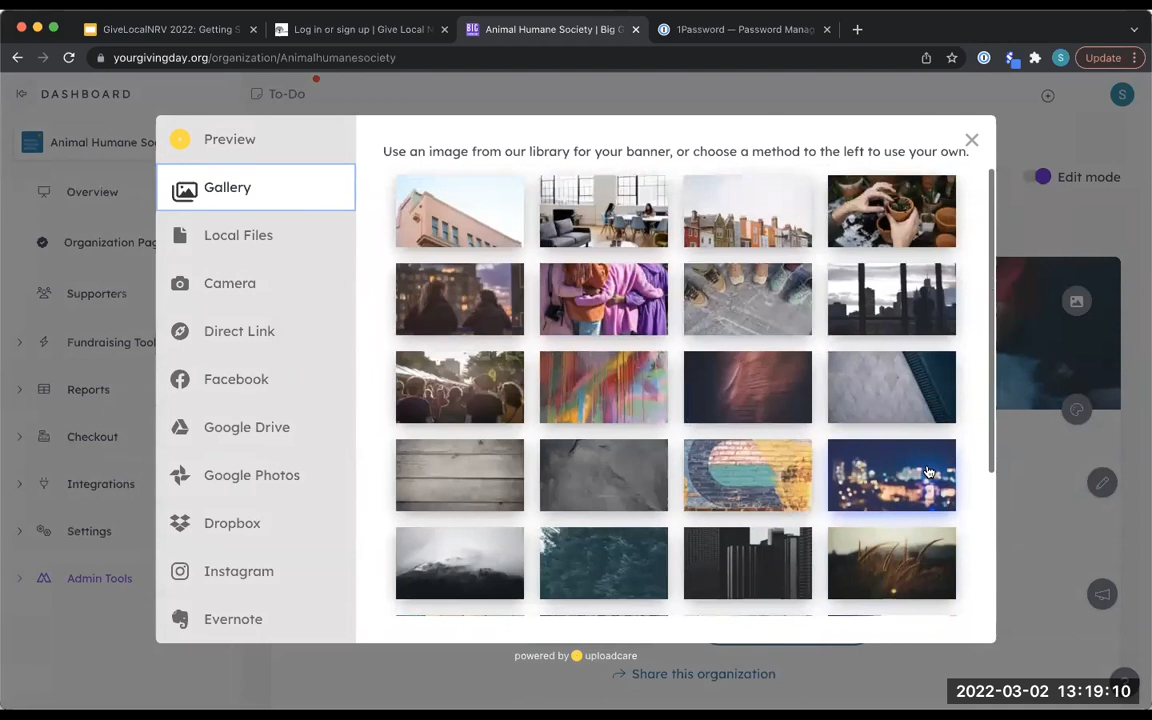 GiveLocalNRV 2022: Getting S
Log in or sign up | Give Local N
Animal Humane Society | Big G
1Password — Password Manag
yourgivingday.org/organization/Animalhumanesociety
S
Update
DASHBOARD
To-Do
S
Animal Humane So
Overview
Organization Pag
Supporters
Fundraising Tool
Reports
Checkout
Integrations
Settings
Admin Tools
Edit mode
Preview
Gallery
Local Files
Camera
Direct Link
Facebook
Google Drive
Google Photos
Dropbox
Instagram
Evernote
Use an image from our library for your banner, or choose a method to the left to use your own.
powered by uploadcare
Share this organization
2022-03-02 13:19:10